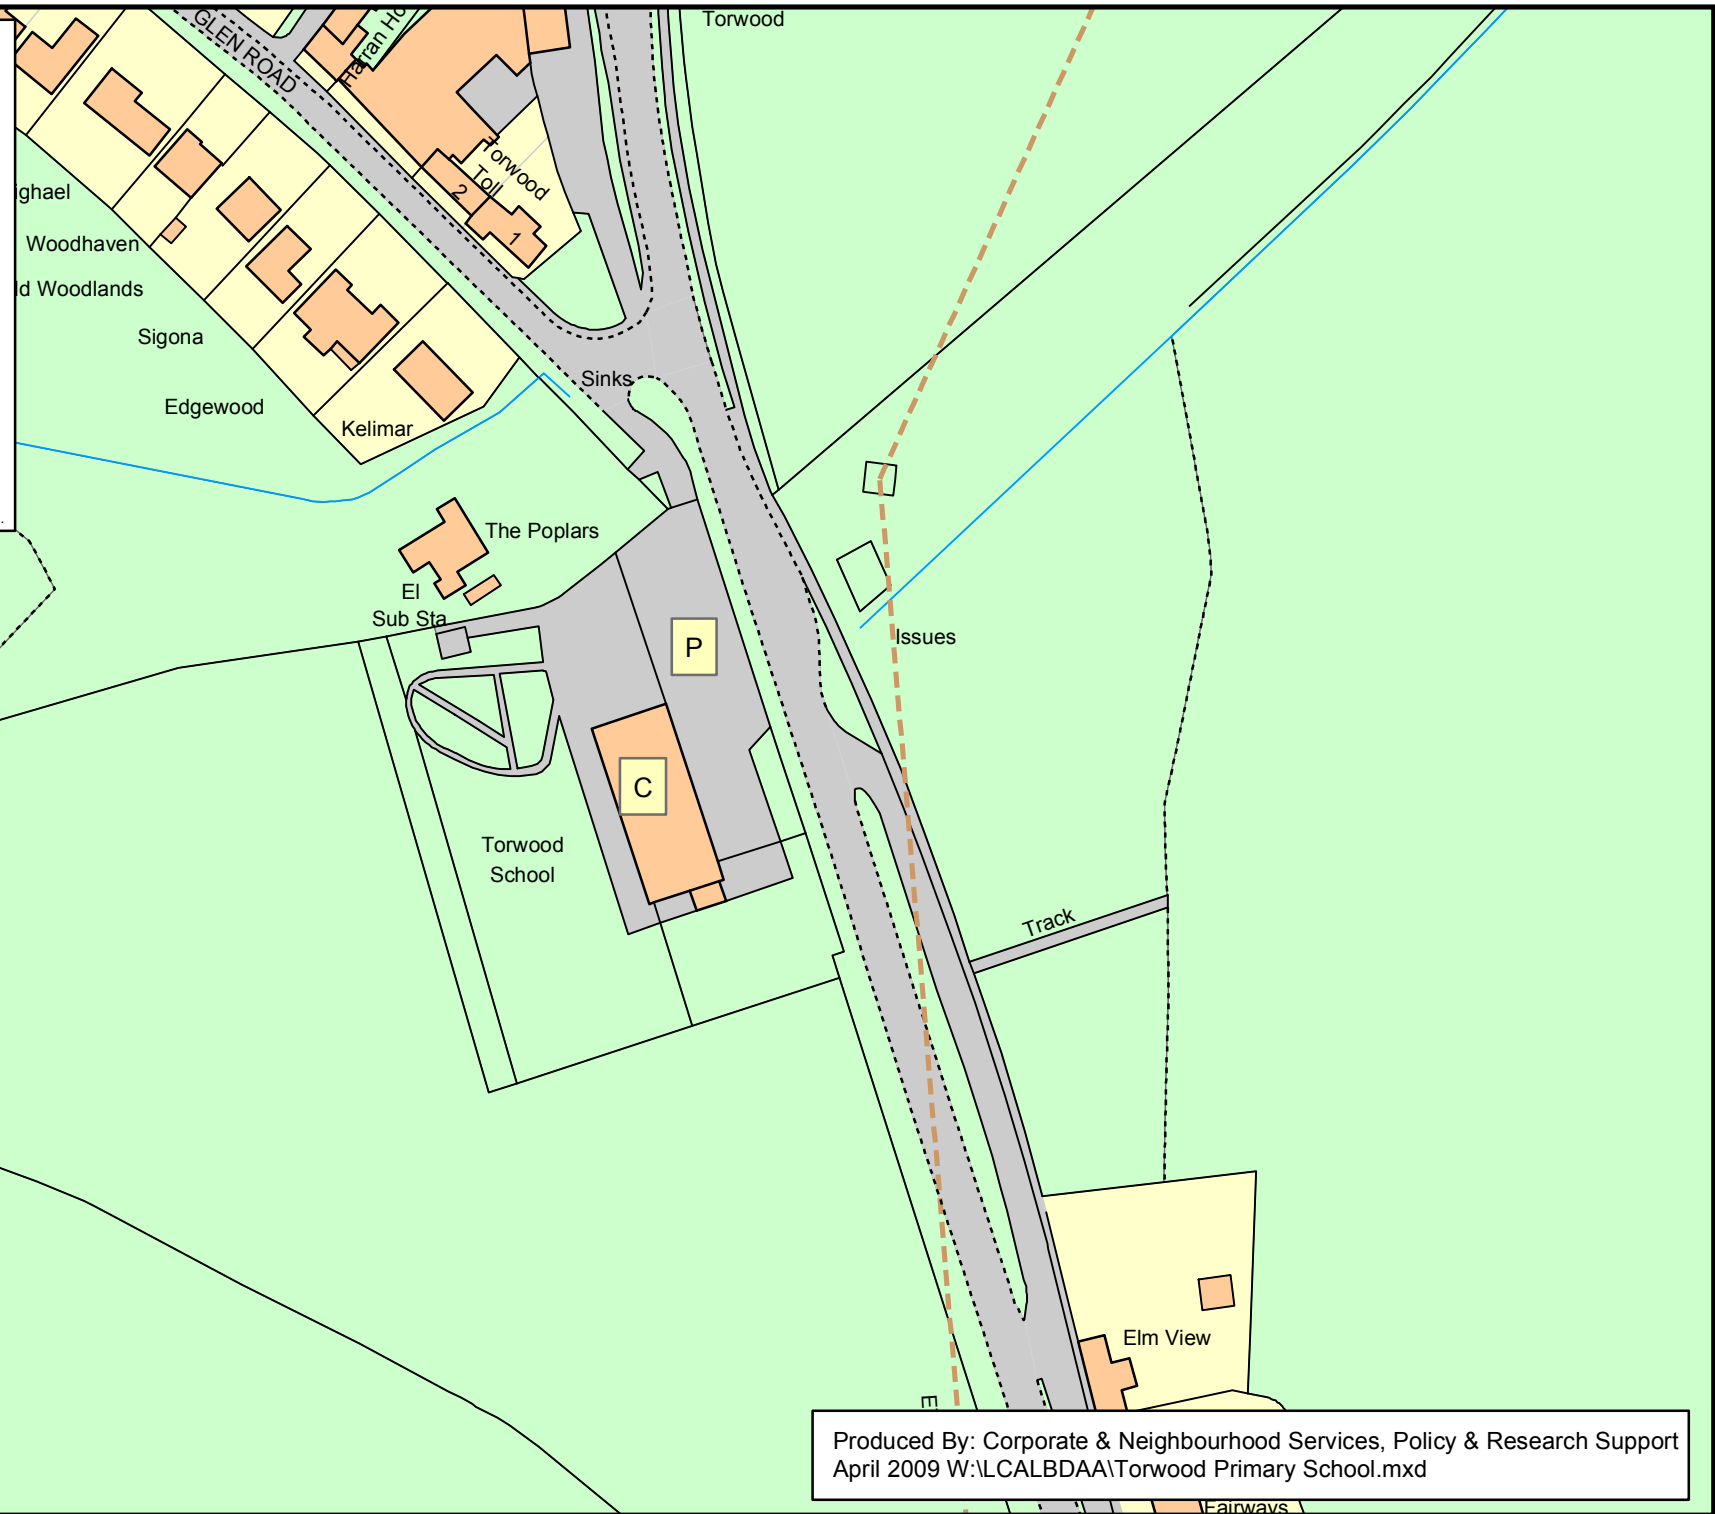 Torwood
GLEN ROAD
Torwood
Toll
2
1
Woodhaven
Woodlands
Sigona
Edgewood
Kelimar
Sinks
The Poplars
El
Sub Sta
P
Issues
C
Torwood
School
Track
Elm View
Produced By: Corporate & Neighbourhood Services, Policy & Research Support
April 2009 W:\LCALBDAA\Torwood Primary School.mxd
Fairways